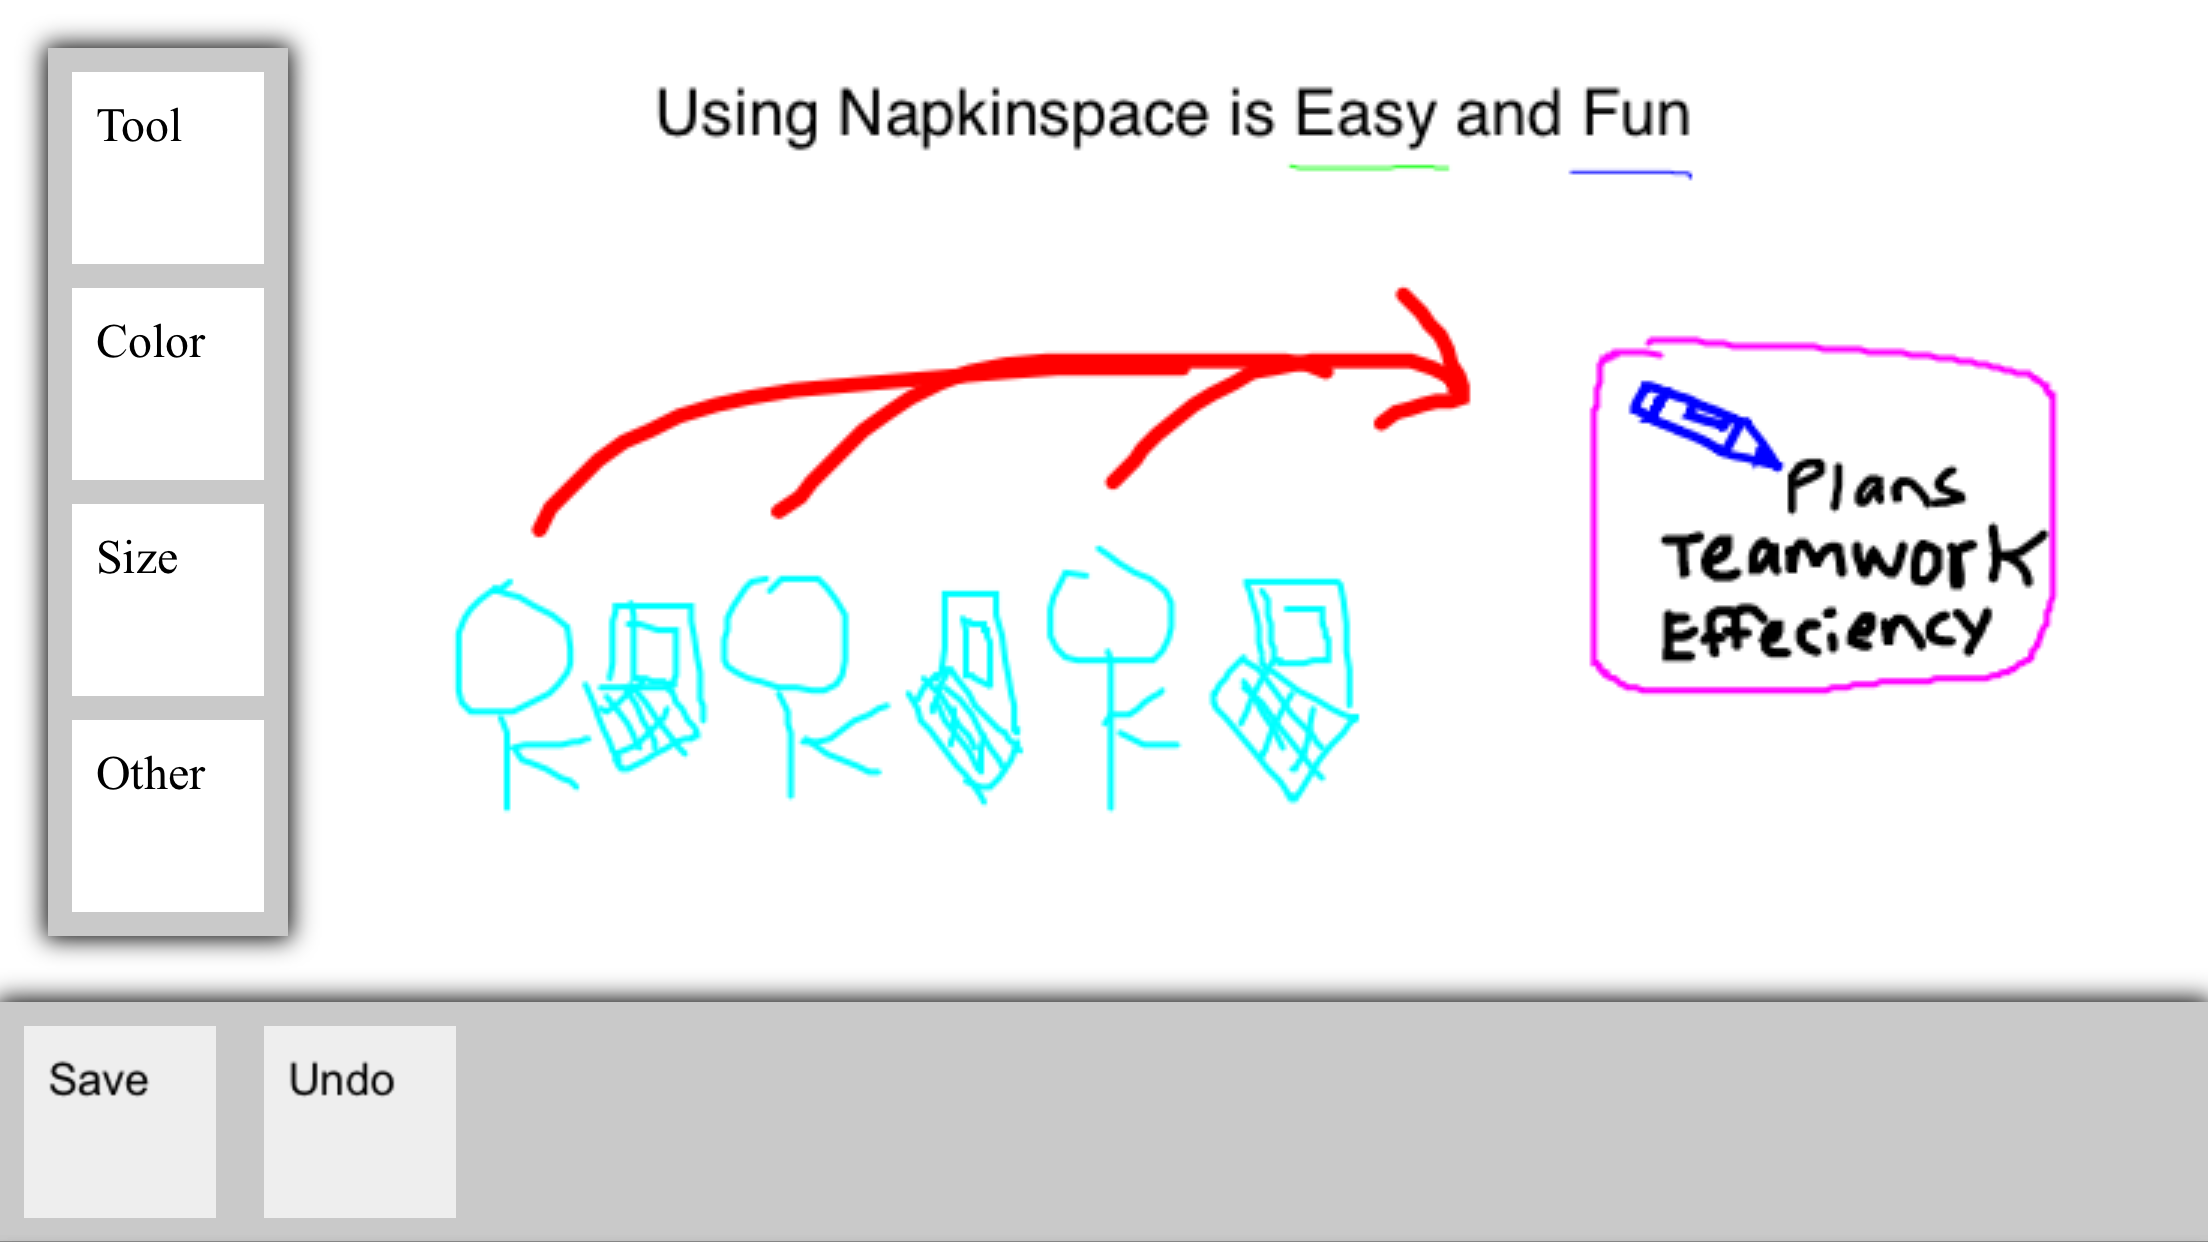 Tool
Color
Size
Other
Using Napkinspace is Easy and Fun
Plans
Teamwork
Effeciency
Save
Undo